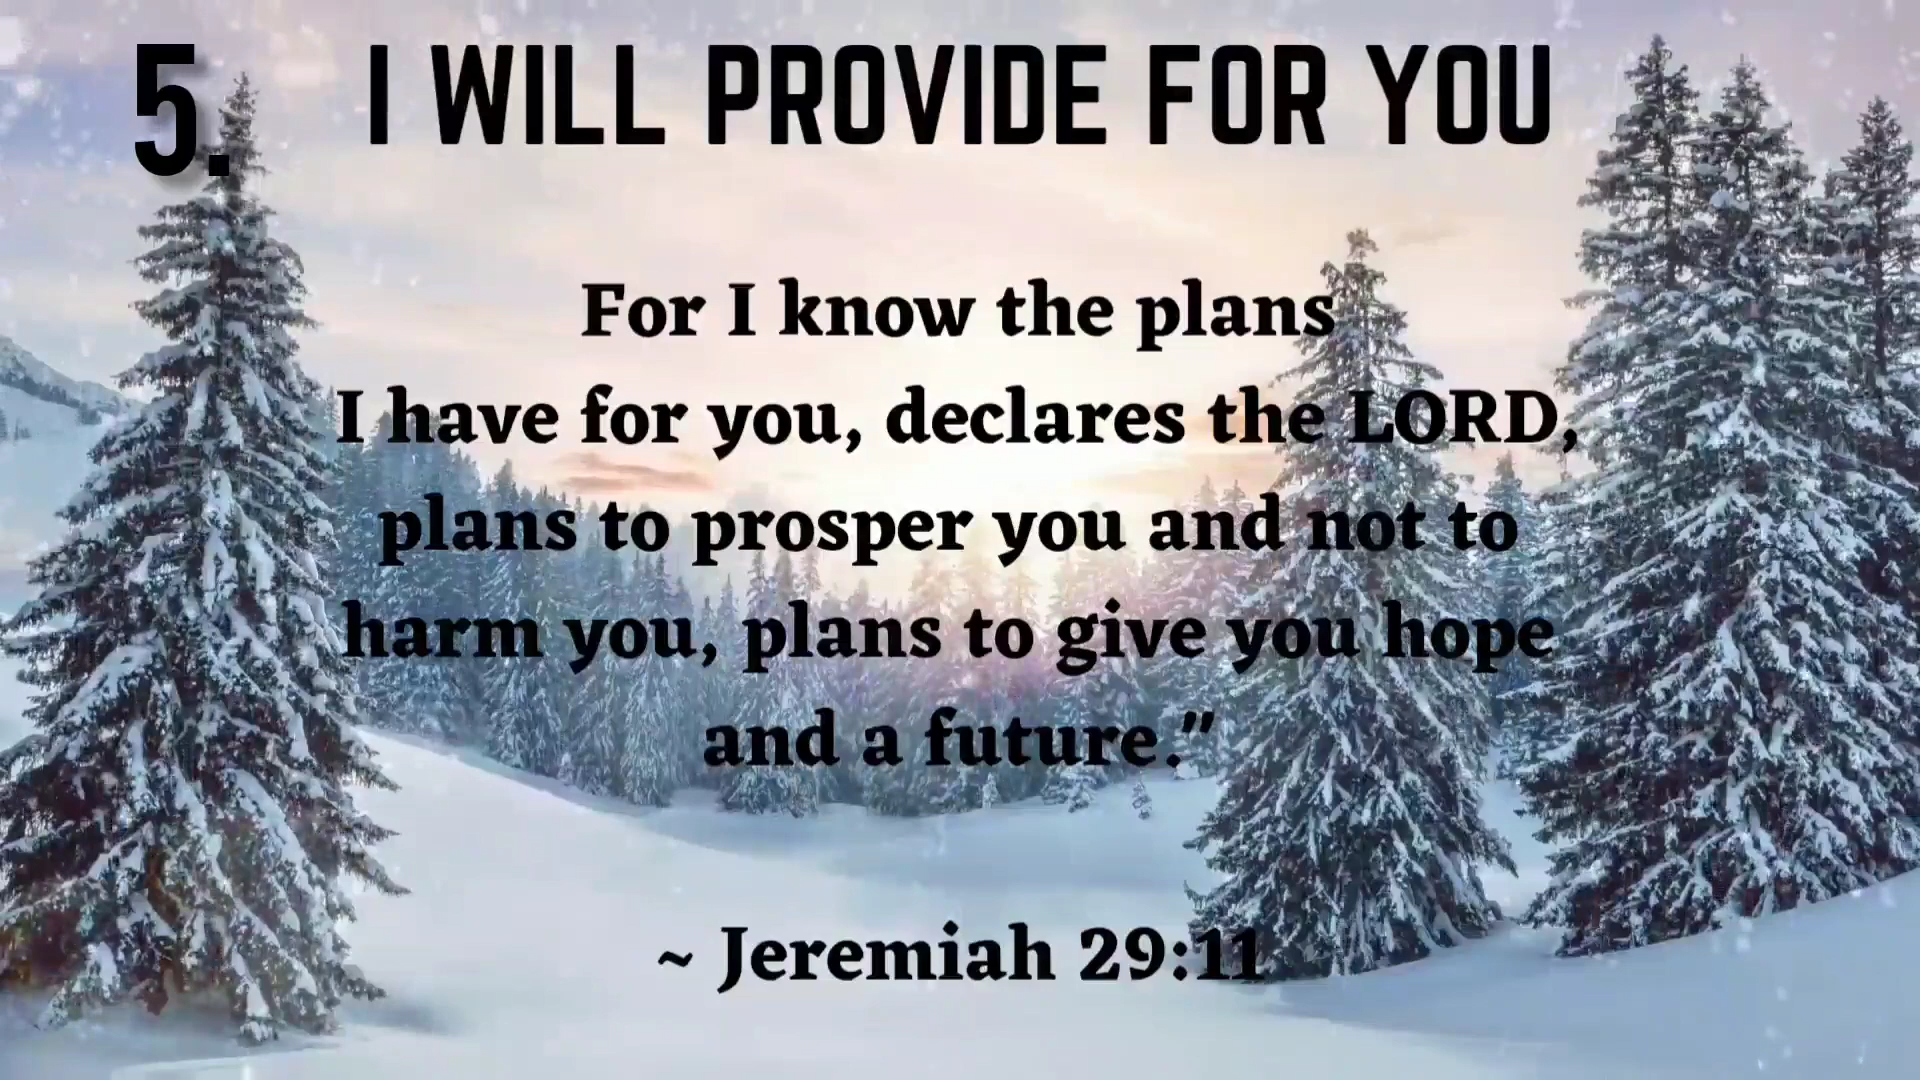 5. I WILL PROVIDE FOR YOU
For I know the plans
I have for you, declares the LORD,
plans to prosper you and not to
harm you, plans to give you hope
and a future."
~ Jeremiah 29:11